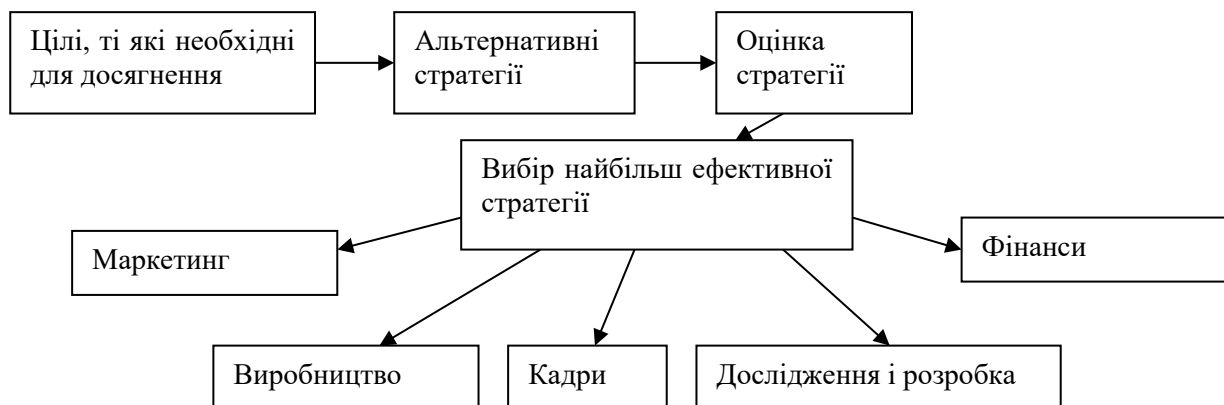 Цілі, ті які необхідні
для досягнення
Альтернативні
стратегії
Оцінка
стратегії
Вибір найбільш ефективної
стратегії
Маркетинг
Фінанси
Виробництво
Кадри
Дослідження і розробка